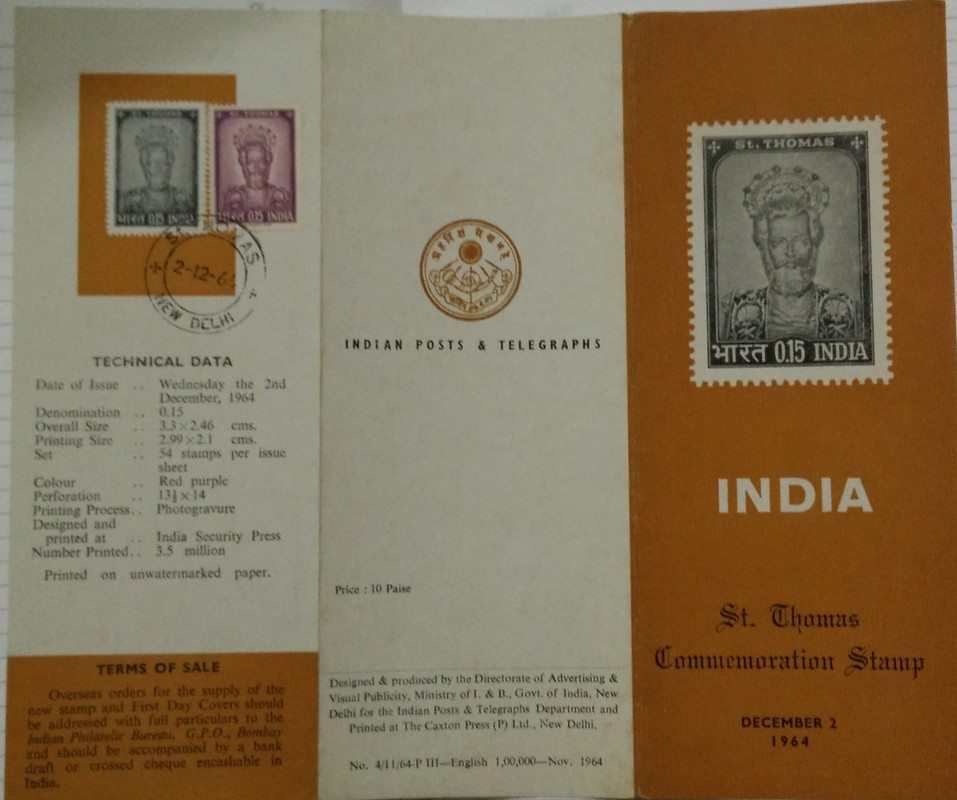 St. THOMAS
भारत 0.15 INDIA
St. THOMAS
भारत 0.15 INDIA
St. THOMAS
2-12-64
NEW DELHI
TECHNICAL DATA
Date of Issue .. Wednesday the 2nd
December, 1964
Denomination .. 0.15
Overall Size .. 3.3×2.46 cms.
Printing Size .. 2.99×2.1 cms.
Set .. 54 stamps per issue
sheet
Colour .. Red purple
Perforation .. 13½×14
Printing Process.. Photogravure
Designed and
printed at .. India Security Press
Number Printed.. 3.5 million
Printed on unwatermarked paper.
TERMS OF SALE
Overseas orders for the supply of the
new stamp and First Day Covers should
be addressed with full particulars to the
Indian Philatelic Bureau, G.P.O., Bombay
and should be accompanied by a bank
draft or crossed cheque encashable in
India.
INDIAN POSTS & TELEGRAPHS
Price : 10 Paise
Designed & produced by the Directorate of Advertising &
Visual Publicity, Ministry of I. & B., Govt. of India, New
Delhi for the Indian Posts & Telegraphs Department and
Printed at The Caxton Press (P) Ltd., New Delhi.
No. 4/11/64-P III—English 1,00,000—Nov. 1964
St. THOMAS
भारत 0.15 INDIA
INDIA
St. Thomas
Commemoration Stamp
DECEMBER 2
1964